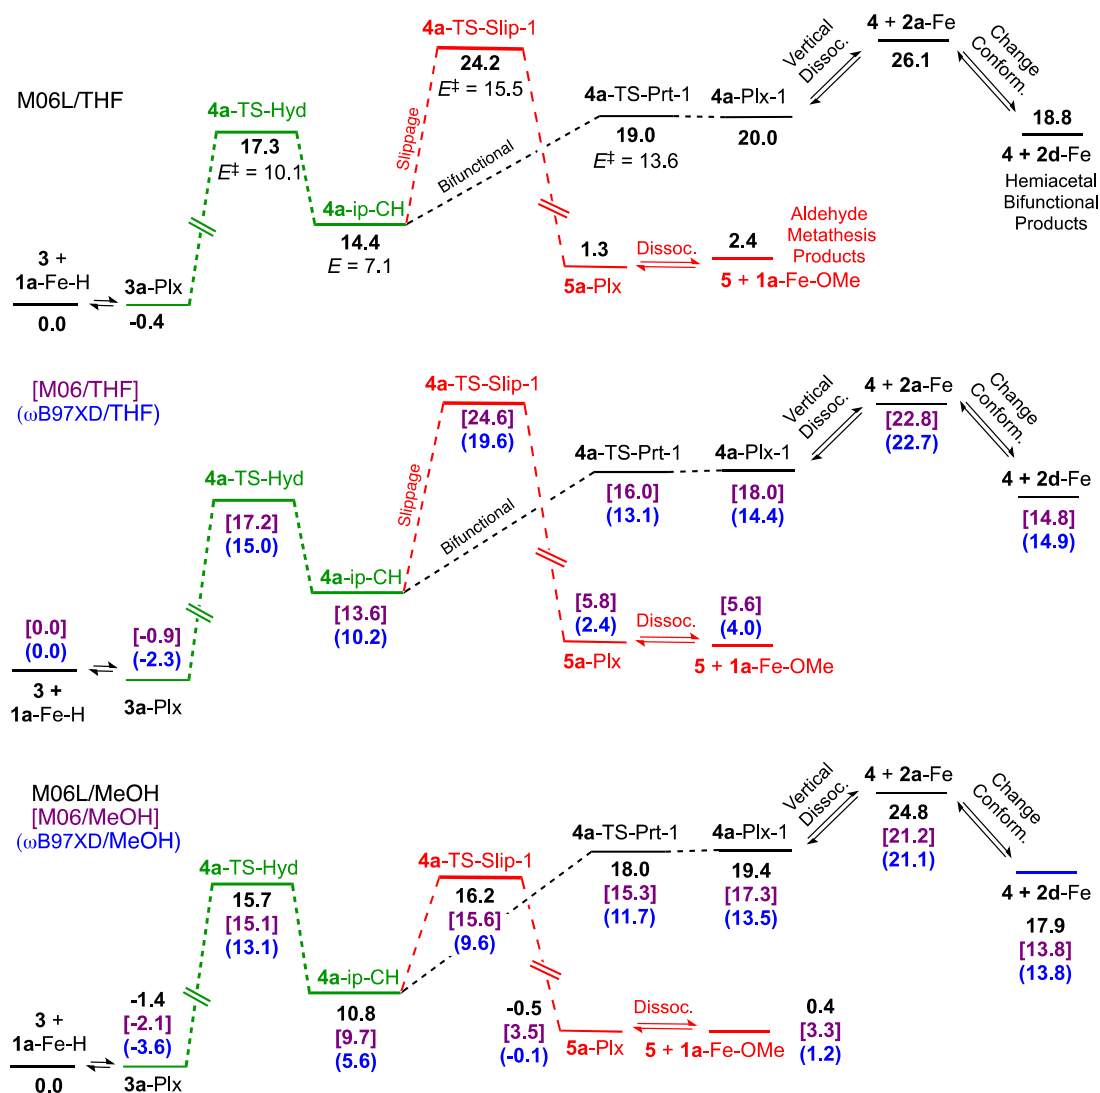 M06L/THF
4a-TS-Slip-1
24.2
E‡ = 15.5
4a-TS-Hyd
17.3
E‡ = 10.1
Slippage
Bifunctional
4a-ip-CH
14.4
E = 7.1
4a-TS-Prt-1
19.0
E‡ = 13.6
4a-Plx-1
20.0
Vertical
Dissoc.
4 + 2a-Fe
26.1
Change
Conform.
18.8
4 + 2d-Fe
Hemiacetal
Bifunctional
Products
3 +
1a-Fe-H
0.0
3a-Plx
-0.4
1.3
5a-Plx
Dissoc.
2.4
5 + 1a-Fe-OMe
Aldehyde
Metathesis
Products
[M06/THF]
(ωB97XD/THF)
4a-TS-Slip-1
[24.6]
(19.6)
4a-TS-Hyd
[17.2]
(15.0)
Slippage
Bifunctional
4a-ip-CH
[13.6]
(10.2)
4a-TS-Prt-1
[16.0]
(13.1)
4a-Plx-1
[18.0]
(14.4)
Vertical
Dissoc.
4 + 2a-Fe
[22.8]
(22.7)
Change
Conform.
4 + 2d-Fe
[14.8]
(14.9)
[0.0]
(0.0)
3 +
1a-Fe-H
[-0.9]
(-2.3)
3a-Plx
[5.8]
(2.4)
5a-Plx
Dissoc.
[5.6]
(4.0)
5 + 1a-Fe-OMe
M06L/MeOH
[M06/MeOH]
(ωB97XD/MeOH)
4a-TS-Hyd
15.7
[15.1]
(13.1)
4a-TS-Slip-1
16.2
[15.6]
(9.6)
4a-ip-CH
10.8
[9.7]
(5.6)
4a-TS-Prt-1
18.0
[15.3]
(11.7)
4a-Plx-1
19.4
[17.3]
(13.5)
Vertical
Dissoc.
4 + 2a-Fe
24.8
[21.2]
(21.1)
Change
Conform.
4 + 2d-Fe
17.9
[13.8]
(13.8)
3 +
1a-Fe-H
0.0
-1.4
[-2.1]
(-3.6)
3a-Plx
-0.5
[3.5]
(-0.1)
5a-Plx
Dissoc.
5 + 1a-Fe-OMe
0.4
[3.3]
(1.2)